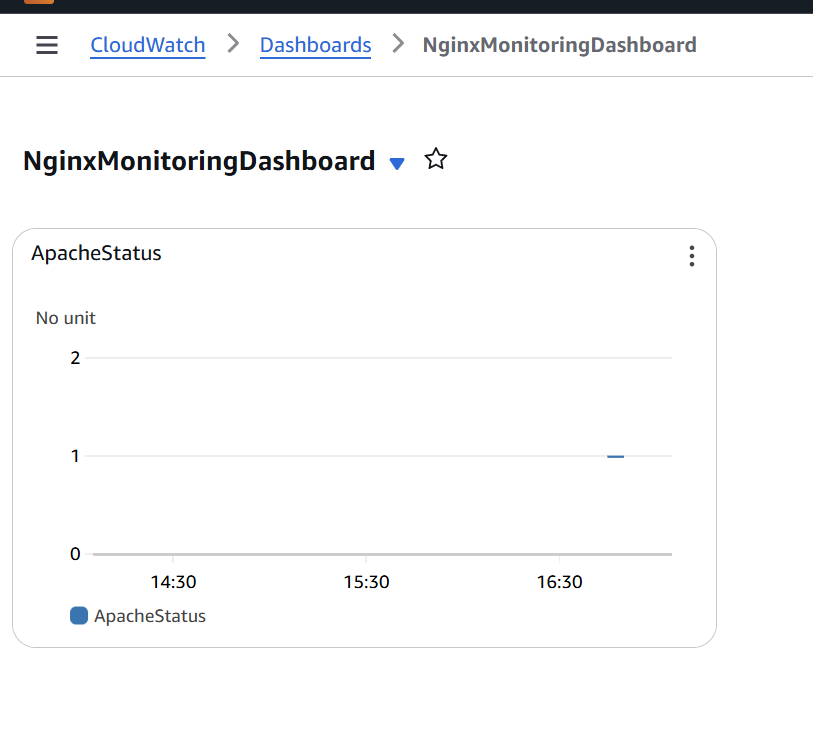 CloudWatch > Dashboards > NginxMonitoringDashboard
NginxMonitoringDashboard
ApacheStatus
No unit
2
1
0
14:30 15:30 16:30
ApacheStatus